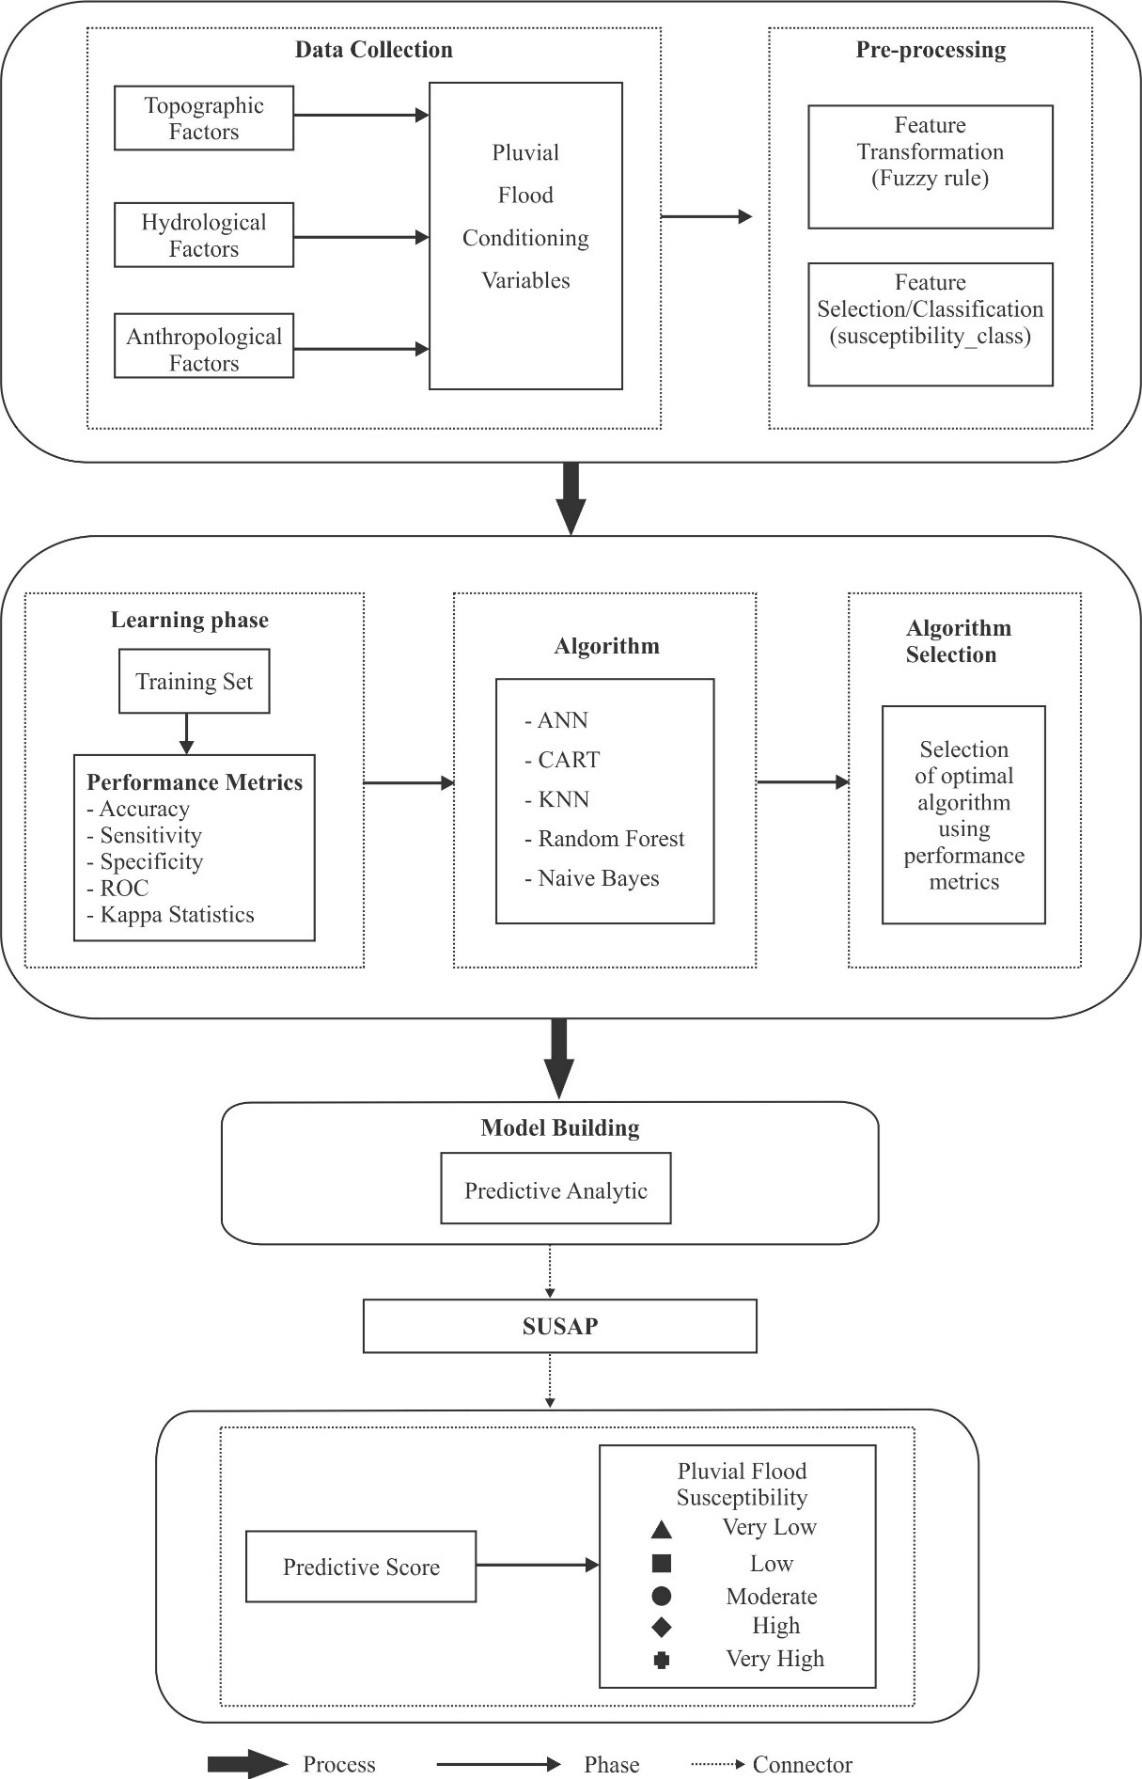 Data Collection
Topographic
Factors
Hydrological
Factors
Anthropological
Factors
Pluvial
Flood
Conditioning
Variables
Pre-processing
Feature
Transformation
(Fuzzy rule)
Feature
Selection/Classification
(susceptibility_class)
Learning phase
Training Set
Performance Metrics
- Accuracy
- Sensitivity
- Specificity
- ROC
- Kappa Statistics
Algorithm
- ANN
- CART
- KNN
- Random Forest
- Naive Bayes
Algorithm
Selection
Selection
of optimal
algorithm
using
performance
metrics
Model Building
Predictive Analytic
SUSAP
Predictive Score
Pluvial Flood
Susceptibility
Very Low
Low
Moderate
High
Very High
Process
Phase
Connector